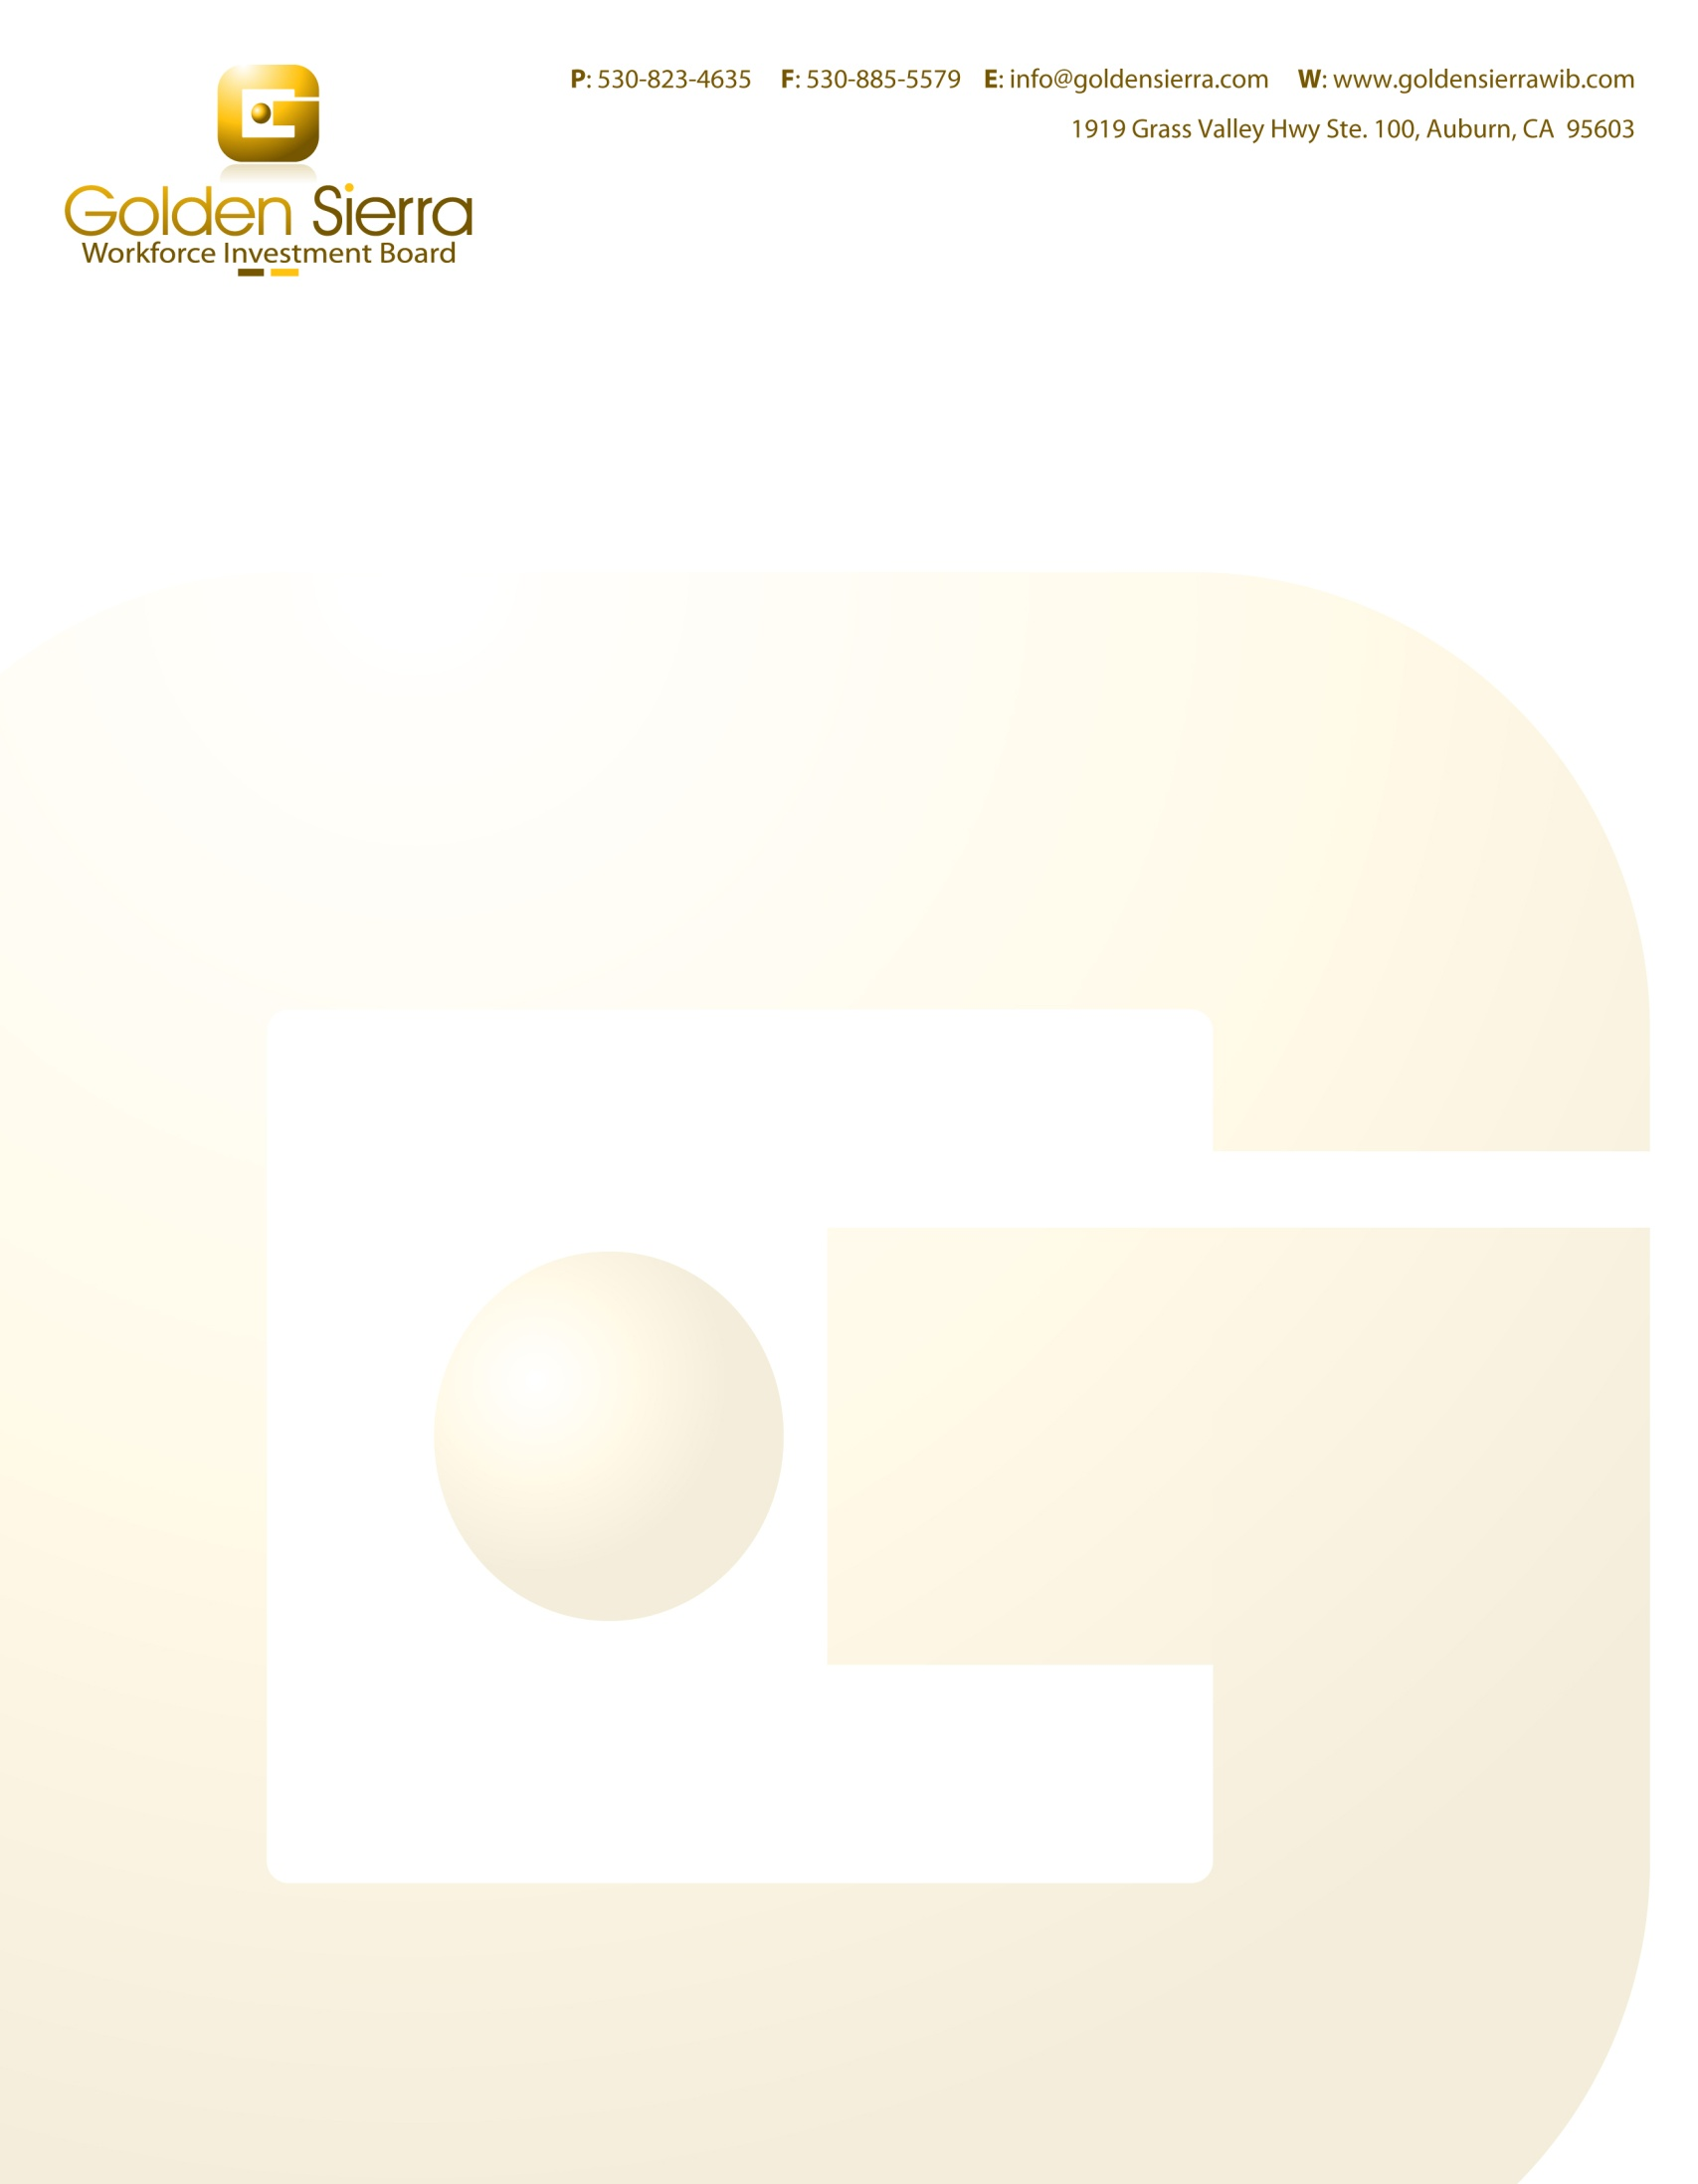 P: 530-823-4635 F: 530-885-5579 E: info@goldensierra.com W: www.goldensierrawib.com
1919 Grass Valley Hwy Ste. 100, Auburn, CA 95603
Golden Sierra
Workforce Investment Board